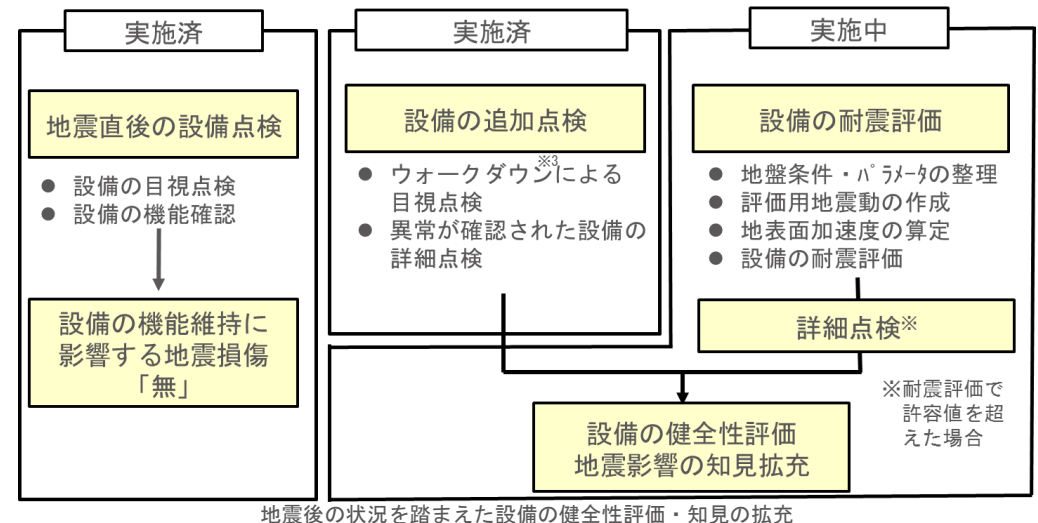 実施済
地震直後の設備点検
● 設備の目視点検
● 設備の機能確認
設備の機能維持に
影響する地震損傷
「無」
実施済
設備の追加点検
● ウォークダウン※3による
目視点検
● 異常が確認された設備の
詳細点検
実施中
設備の耐震評価
● 地盤条件・ﾊﾟﾗﾒｰﾀの整理
● 評価用地震動の作成
● 地表面加速度の算定
● 設備の耐震評価
詳細点検※
※耐震評価で
許容値を超
えた場合
設備の健全性評価
地震影響の知見拡充
地震後の状況を踏まえた設備の健全性評価・知見の拡充